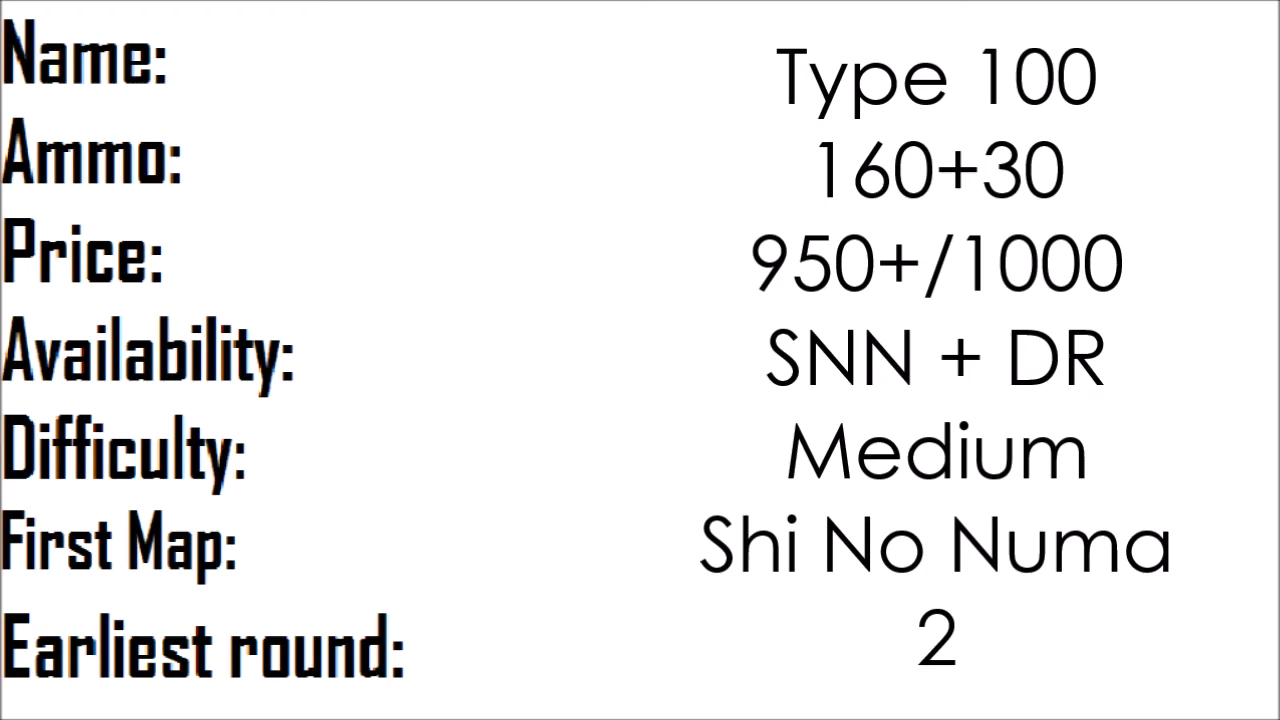 Name: Type 100
Ammo: 160+30
Price: 950+/1000
Availability: SNN + DR
Difficulty: Medium
First Map: Shi No Numa
Earliest round: 2